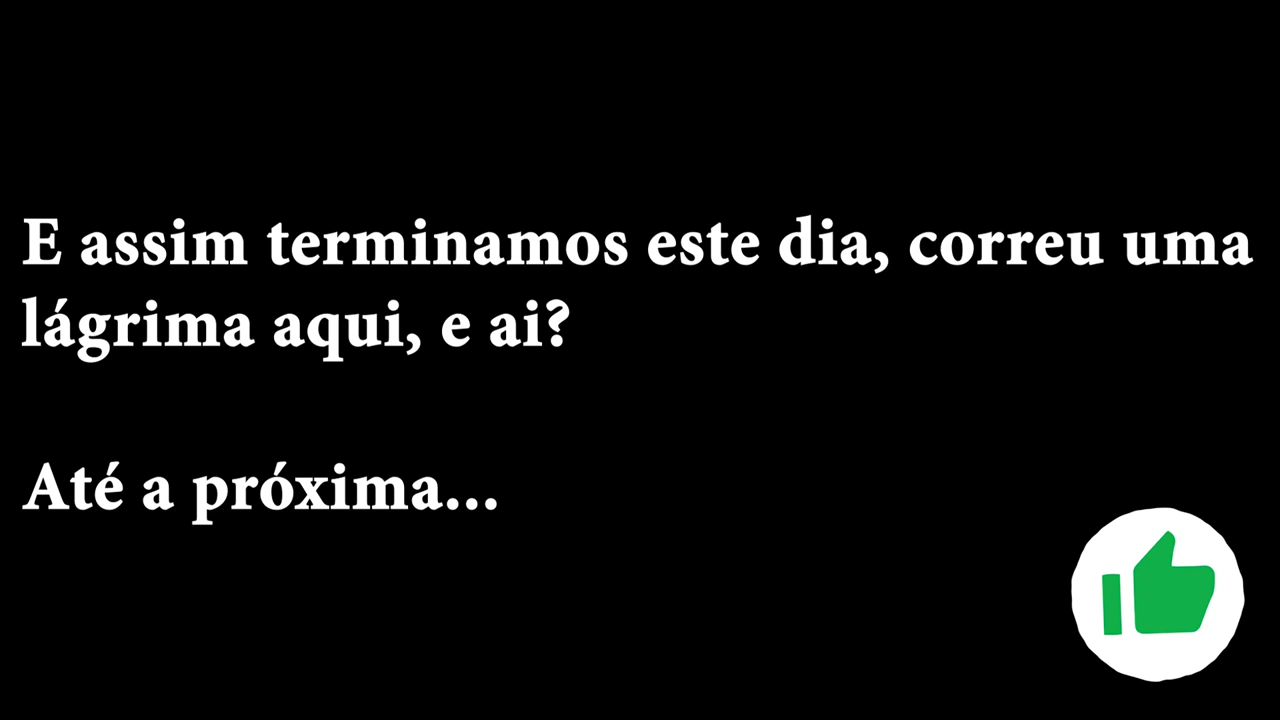 E assim terminamos este dia, correu uma
lágrima aqui, e ai?
Até a próxima...